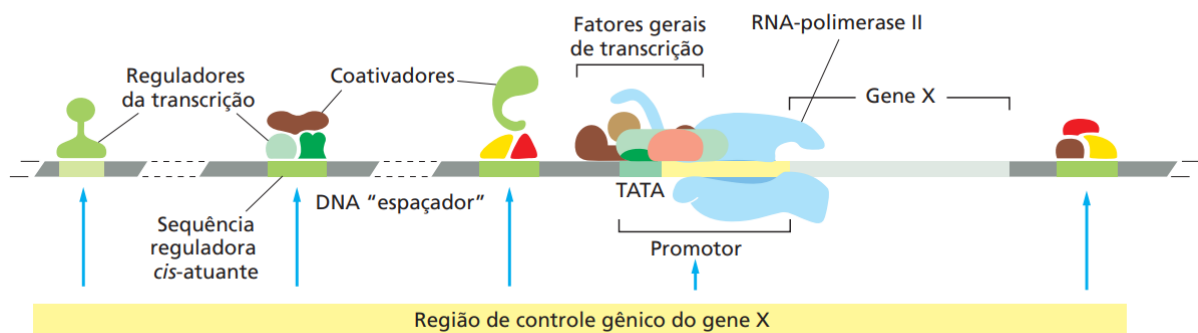 Reguladores
da transcrição
Coativadores
Fatores gerais
de transcrição
RNA-polimerase II
Gene X
Sequência
reguladora
cis-atuante
DNA “espaçador”
TATA
Promotor
Região de controle gênico do gene X